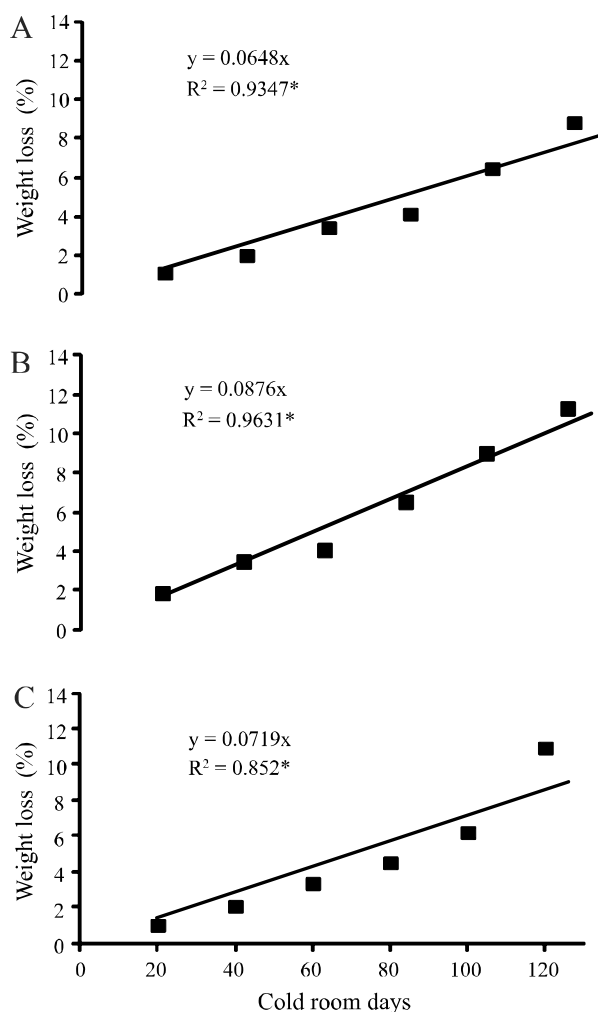 A
14
12
10
8
6
4
2
0
Weight loss (%)
y = 0.0648x
R² = 0.9347*
B
14
12
10
8
6
4
2
0
Weight loss (%)
y = 0.0876x
R² = 0.9631*
C
14
12
10
8
6
4
2
0
Weight loss (%)
y = 0.0719x
R² = 0.852*
0 20 40 60 80 100 120
Cold room days